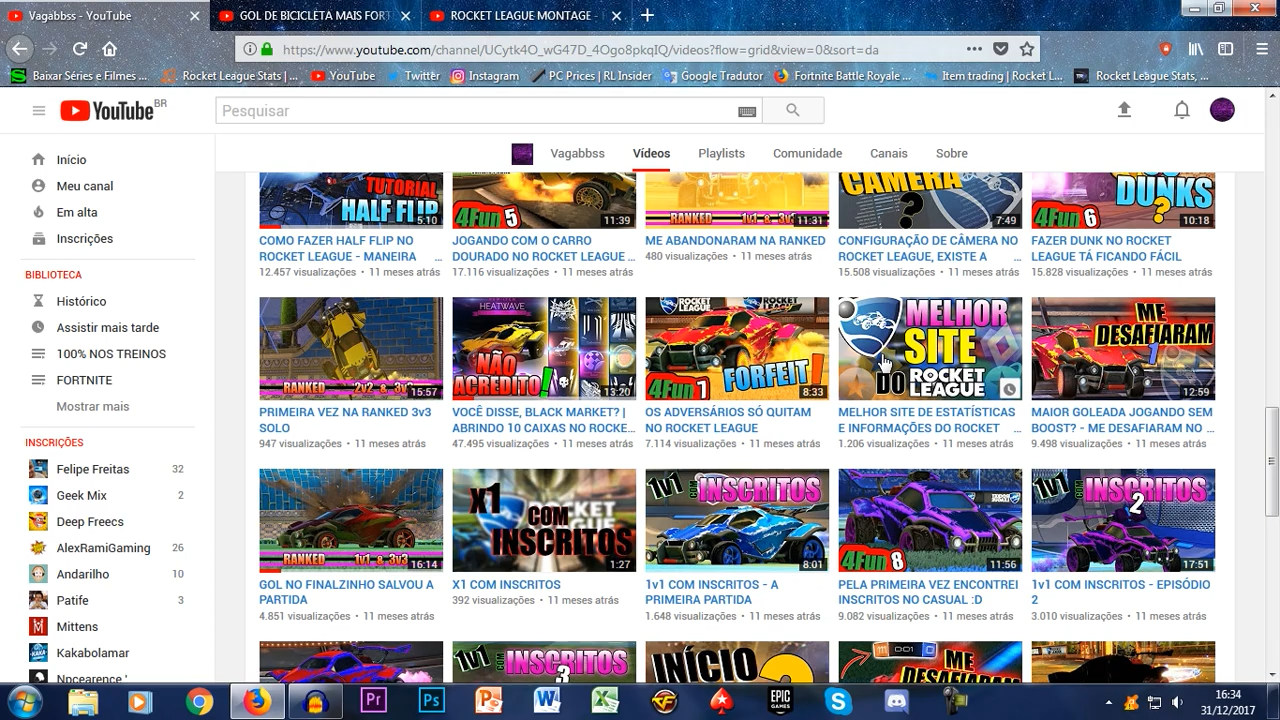 Vagabbss - YouTube
GOL DE BICICLETA MAIS FORT
ROCKET LEAGUE MONTAGE -
https://www.youtube.com/channel/UCytk4O_wG47D_4Ogo8pkqIQ/videos?flow=grid&view=0&sort=da
Baixar Séries e Filmes ...
Rocket League Stats | ...
YouTube
Twitter
Instagram
PC Prices | RL Insider
Google Tradutor
Fortnite Battle Royale ...
Item trading | Rocket L...
Rocket League Stats, ...
YouTube BR
Pesquisar
Vagabbss
Vídeos
Playlists
Comunidade
Canais
Sobre
Início
Meu canal
Em alta
Inscrições
BIBLIOTECA
Histórico
Assistir mais tarde
100% NOS TREINOS
FORTNITE
Mostrar mais
INSCRIÇÕES
Felipe Freitas 32
Geek Mix 2
Deep Freecs
AlexRamiGaming 26
Andarilho 10
Patife 3
Mittens
Kakabolamar
Npcearence '
TUTORIAL
HALF FLIP
5:10
COMO FAZER HALF FLIP NO
ROCKET LEAGUE - MANEIRA ...
12.457 visualizações • 11 meses atrás
4Fun 5
11:39
JOGANDO COM O CARRO
DOURADO NO ROCKET LEAGUE ...
17.116 visualizações • 11 meses atrás
RANKED 1v1 & 3v3
11:31
ME ABANDONARAM NA RANKED
480 visualizações • 11 meses atrás
CAMERA
?
7:49
CONFIGURAÇÃO DE CÂMERA NO
ROCKET LEAGUE, EXISTE A ...
15.508 visualizações • 11 meses atrás
DUNKS
?
4Fun 6
10:18
FAZER DUNK NO ROCKET
LEAGUE TÁ FICANDO FÁCIL
15.828 visualizações • 11 meses atrás
RANKED 2v2 & 3v3
15:57
PRIMEIRA VEZ NA RANKED 3v3
SOLO
947 visualizações • 11 meses atrás
HEATWAVE
NÃO
ACREDITO!
13:20
VOCÊ DISSE, BLACK MARKET? |
ABRINDO 10 CAIXAS NO ROCKE...
47.495 visualizações • 11 meses atrás
4Fun 1
FORFEIT!
8:33
OS ADVERSÁRIOS SÓ QUITAM
NO ROCKET LEAGUE
7.114 visualizações • 11 meses atrás
MELHOR
SITE
DO ROCKET
LEAGUE
MELHOR SITE DE ESTATÍSTICAS
E INFORMAÇÕES DO ROCKET ...
1.206 visualizações • 11 meses atrás
ME
DESAFIARAM
1
12:59
MAIOR GOLEADA JOGANDO SEM
BOOST? - ME DESAFIARAM NO ...
9.498 visualizações • 11 meses atrás
RANKED 1v1 & 3v3
16:14
GOL NO FINALZINHO SALVOU A
PARTIDA
4.851 visualizações • 11 meses atrás
X1
COM
INSCRITOS
1:27
X1 COM INSCRITOS
392 visualizações • 11 meses atrás
1v1 COM INSCRITOS
8:01
1v1 COM INSCRITOS - A
PRIMEIRA PARTIDA
1.648 visualizações • 11 meses atrás
4Fun 8
11:56
PELA PRIMEIRA VEZ ENCONTREI
INSCRITOS NO CASUAL :D
9.082 visualizações • 11 meses atrás
1v1 COM INSCRITOS
2
17:51
1v1 COM INSCRITOS - EPISÓDIO
2
3.010 visualizações • 11 meses atrás
1v1 COM INSCRITOS
3
INÍCIO
?
001
ME
Pr
Ps
EPIC
GAMES
16:34
31/12/2017